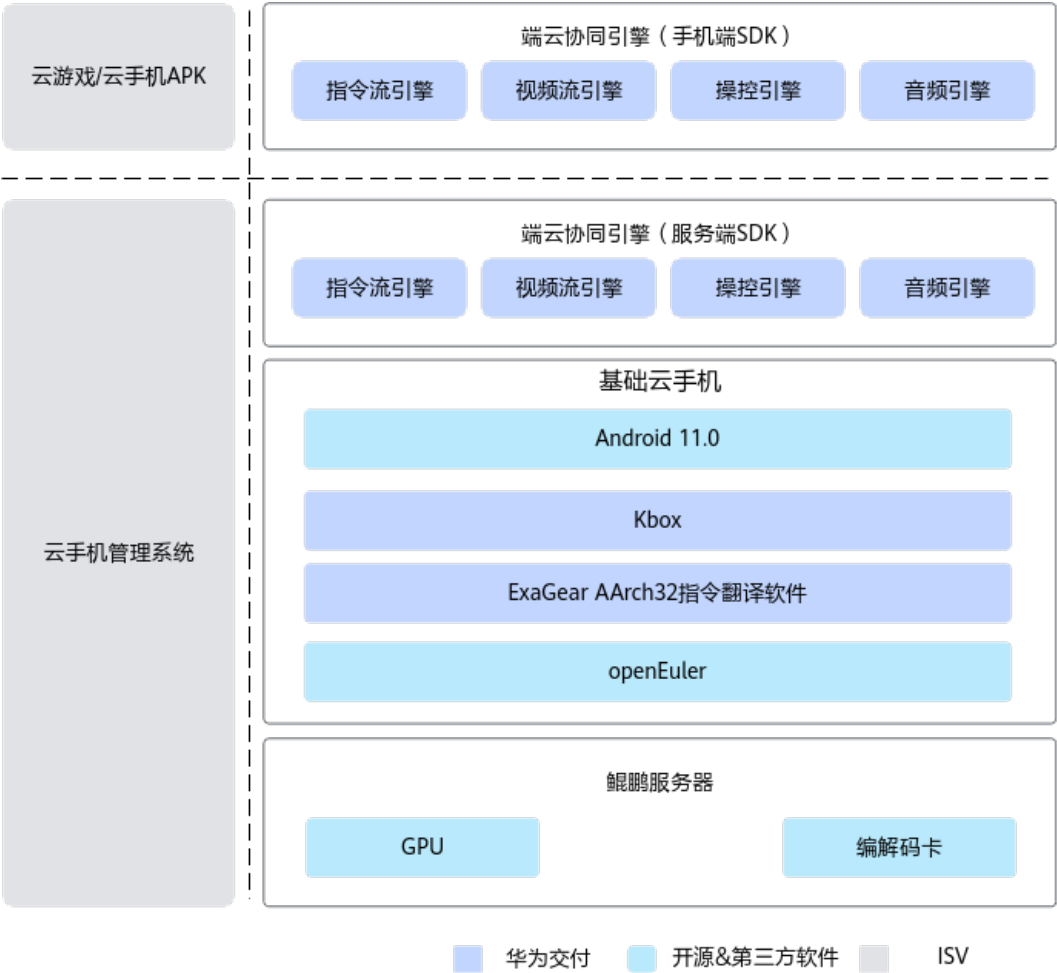 云游戏/云手机APK
端云协同引擎（手机端SDK）
指令流引擎
视频流引擎
操控引擎
音频引擎
云手机管理系统
端云协同引擎（服务端SDK）
指令流引擎
视频流引擎
操控引擎
音频引擎
基础云手机
Android 11.0
Kbox
ExaGear AArch32指令翻译软件
openEuler
鲲鹏服务器
GPU
编解码卡
华为交付
开源&第三方软件
ISV